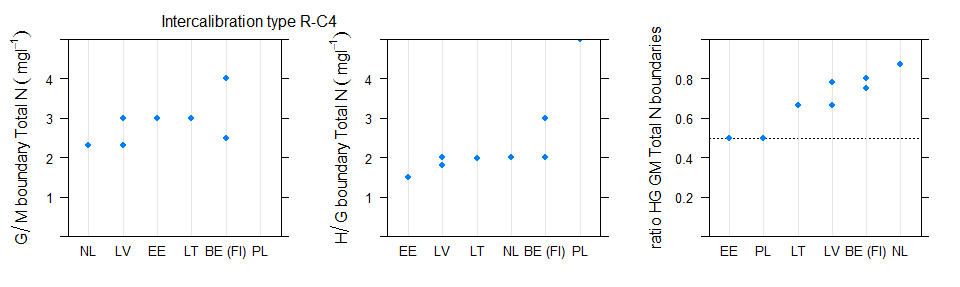 Intercalibration type R-C4
G/M boundary Total N ( mgl⁻¹)
4
3
2
1
NL LV EE LT BE (FI) PL
H/G boundary Total N ( mgl⁻¹)
4
3
2
1
EE LV LT NL BE (FI) PL
ratio HG GM Total N boundaries
0.8
0.6
0.4
0.2
EE PL LT LV BE (FI) NL